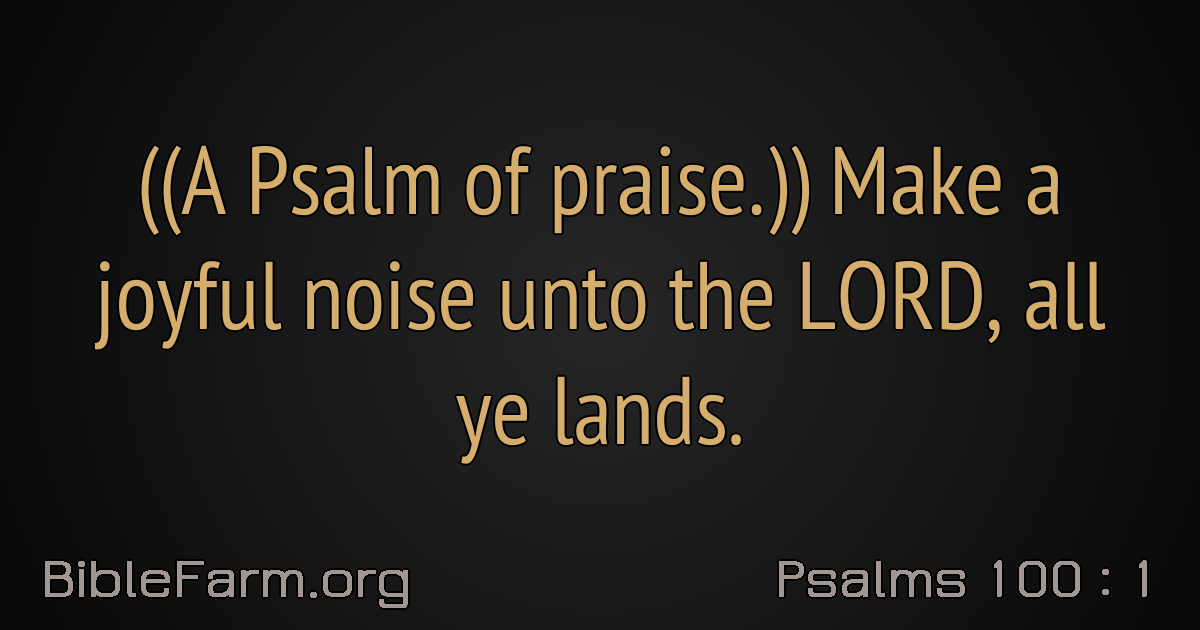 ((A Psalm of praise.)) Make a
joyful noise unto the LORD, all
ye lands.
BibleFarm.org
Psalms 100 : 1